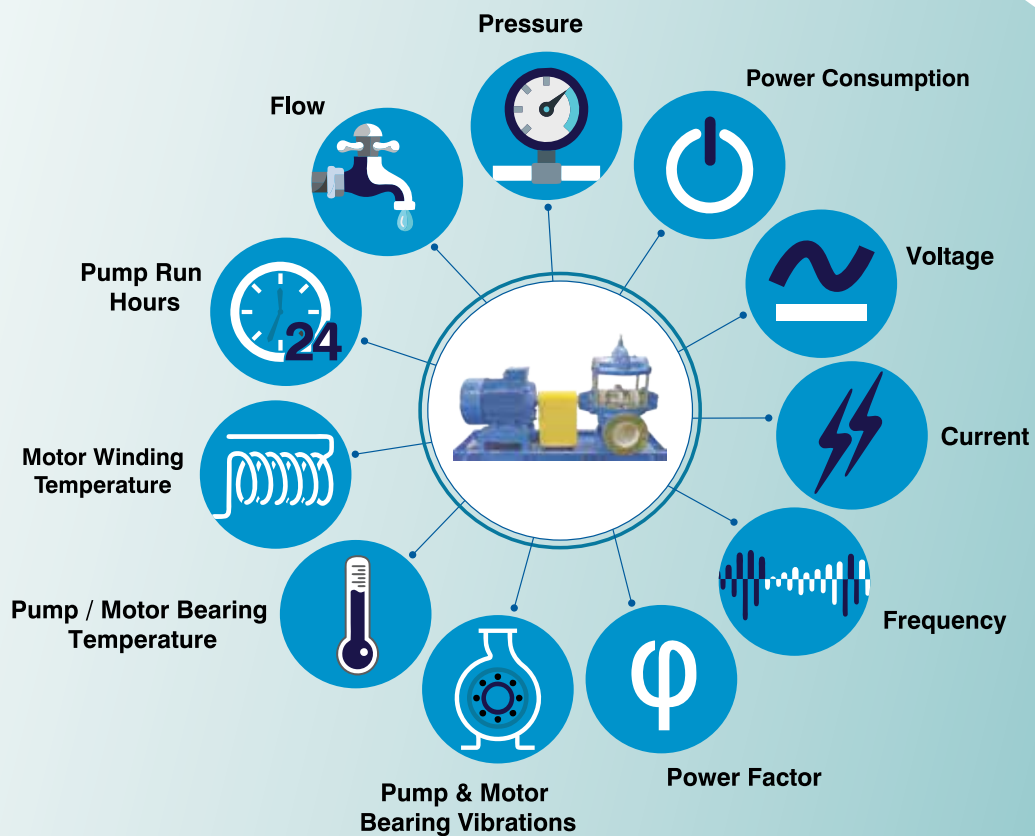 Pressure
Power Consumption
Flow
Voltage
Pump Run
Hours
24
Current
Motor Winding
Temperature
Pump / Motor Bearing
Temperature
Frequency
φ
Power Factor
Pump & Motor
Bearing Vibrations